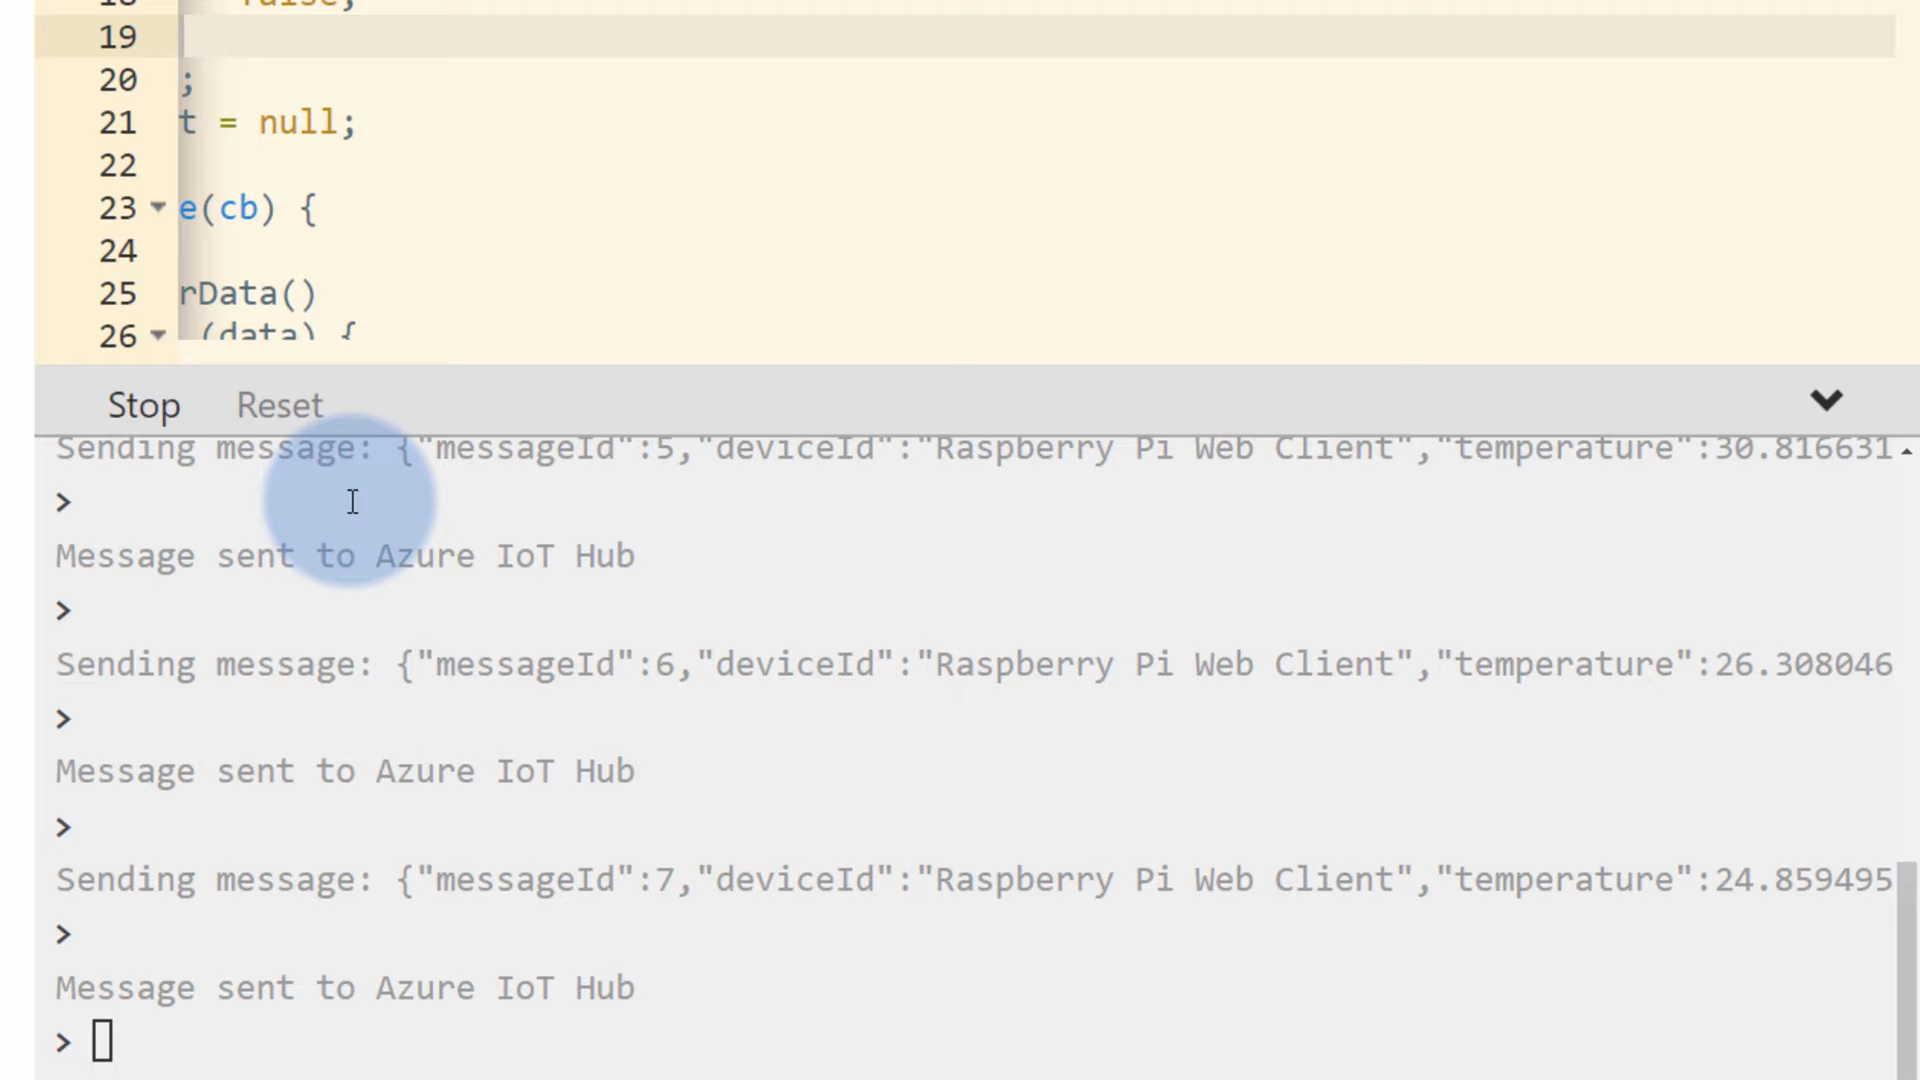 18 false;
19
20 ;
21 t = null;
22
23 e(cb) {
24
25 rData()
26 (data) {
Stop Reset
Sending message: {"messageId":5,"deviceId":"Raspberry Pi Web Client","temperature":30.816631
>
Message sent to Azure IoT Hub
>
Sending message: {"messageId":6,"deviceId":"Raspberry Pi Web Client","temperature":26.308046
>
Message sent to Azure IoT Hub
>
Sending message: {"messageId":7,"deviceId":"Raspberry Pi Web Client","temperature":24.859495
>
Message sent to Azure IoT Hub
>